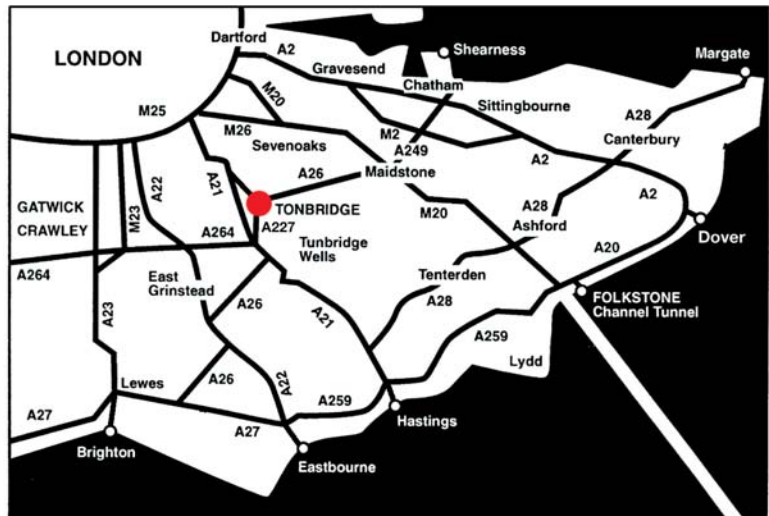 Dartford
A2
Shearness
Margate
LONDON
Gravesend
M20
Chatham
Sittingbourne
M25
A28
M26
M2
Canterbury
Sevenoaks
A249
A22
A21
A26
Maidstone
A2
A2
GATWICK
CRAWLEY
M23
TONBRIDGE
M20
A28
Ashford
A264
A227
Dover
Tunbridge
Wells
A20
A264
East
Grinstead
Tenterden
A28
FOLKSTONE
Channel Tunnel
A23
A26
A21
A259
Lydd
Lewes
A26
A22
A259
Hastings
A27
A27
Brighton
Eastbourne